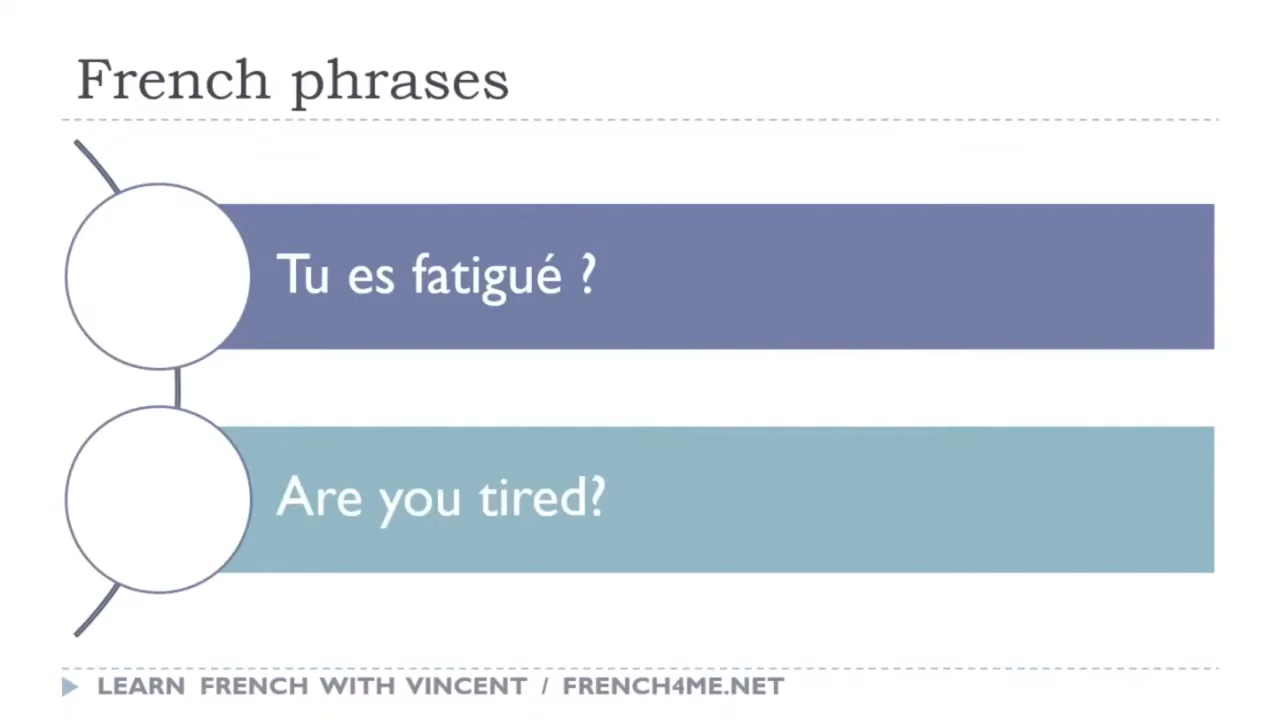 French phrases
Tu es fatigué ?
Are you tired?
LEARN FRENCH WITH VINCENT / FRENCH4ME.NET